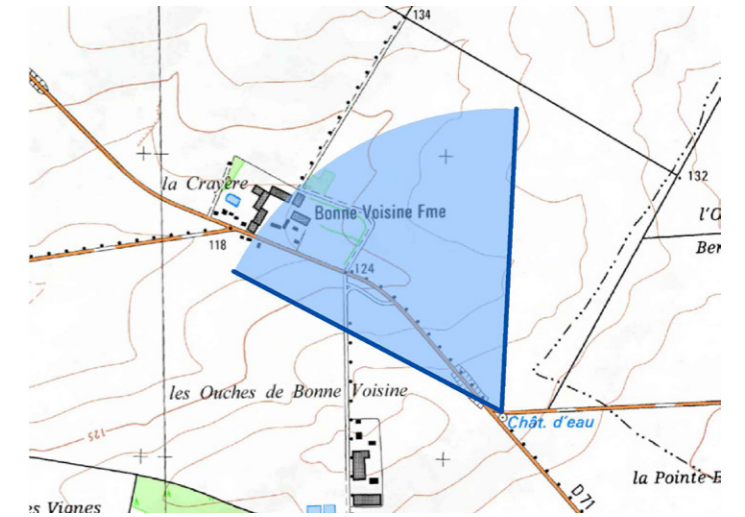 134
132
la Crayère
Bonne Voisine Fme
118
124
l'O
Ber
les Ouches de Bonne Voisine
125
Chât. d'eau
la Pointe B
D 71
es Vignes